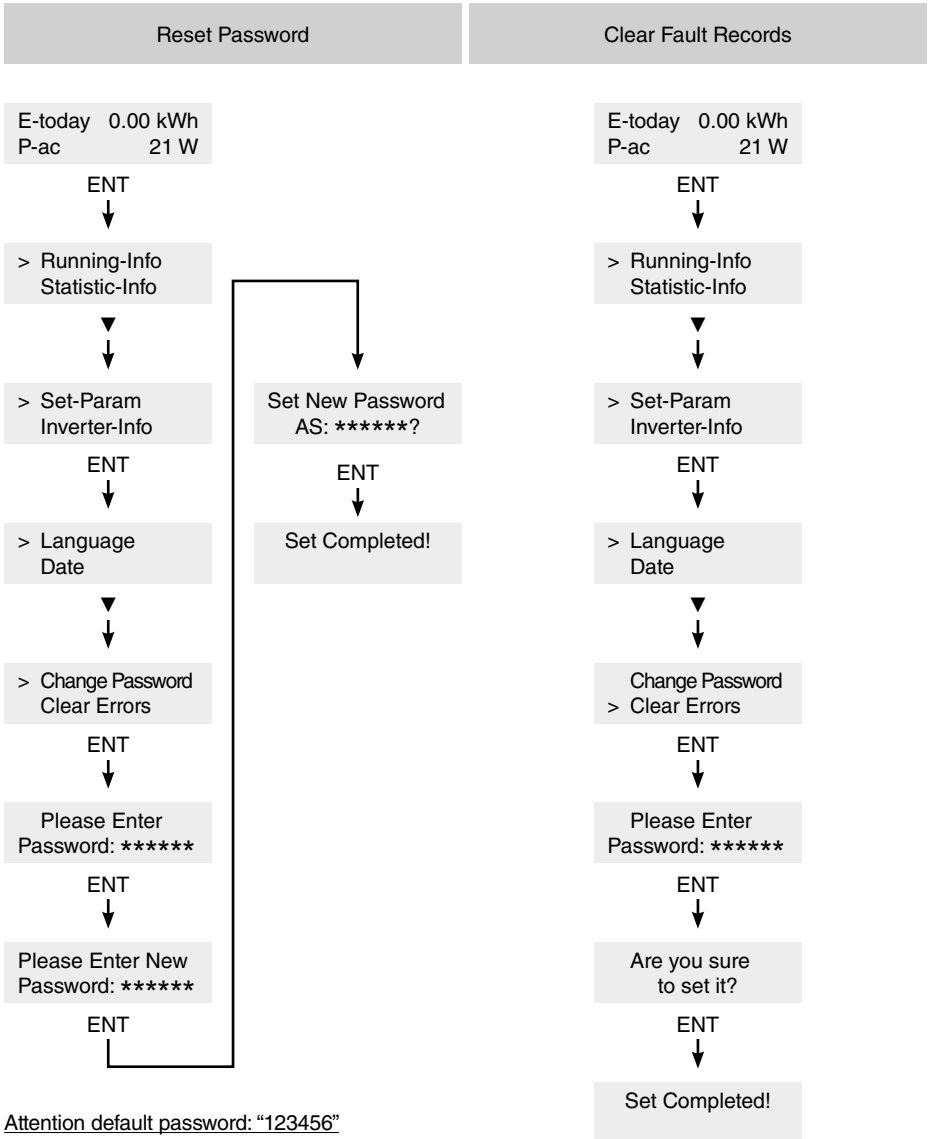 Reset Password
E-today 0.00 kWh
P-ac 21 W
ENT
> Running-Info
Statistic-Info
▼
> Set-Param
Inverter-Info
ENT
> Language
Date
▼
> Change Password
Clear Errors
ENT
Please Enter
Password: ******
ENT
Please Enter New
Password: ******
ENT
Set New Password
AS: ******?
ENT
Set Completed!
Attention default password: “123456”
Clear Fault Records
E-today 0.00 kWh
P-ac 21 W
ENT
> Running-Info
Statistic-Info
▼
> Set-Param
Inverter-Info
ENT
> Language
Date
▼
Change Password
> Clear Errors
ENT
Please Enter
Password: ******
ENT
Are you sure
to set it?
ENT
Set Completed!